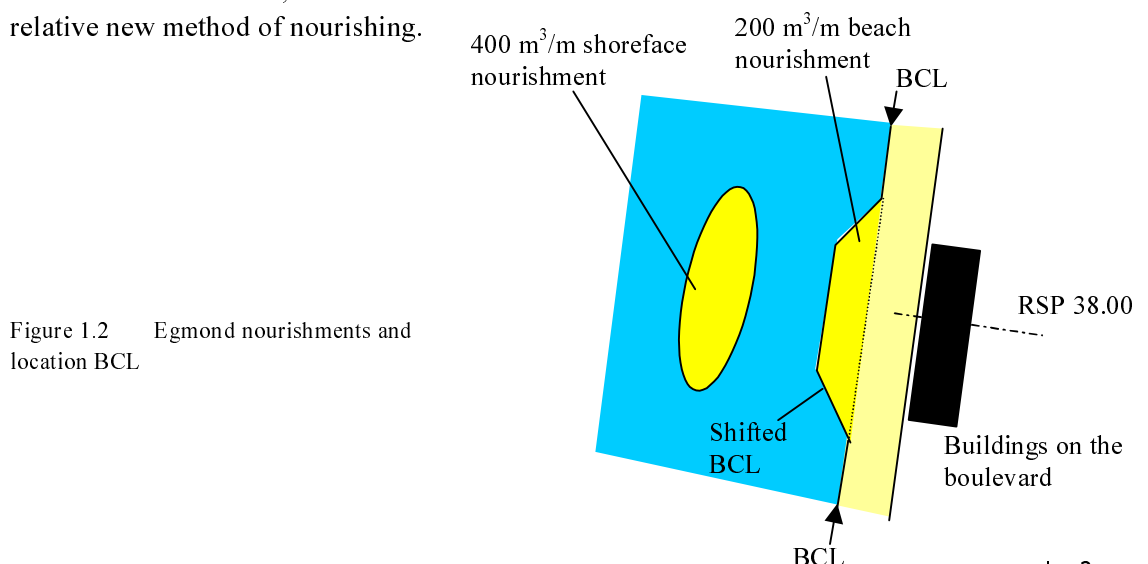 relative new method of nourishing.
400 m³/m shoreface
nourishment
200 m³/m beach
nourishment
BCL
RSP 38.00
Figure 1.2 Egmond nourishments and
location BCL
Shifted
BCL
Buildings on the
boulevard
BCL